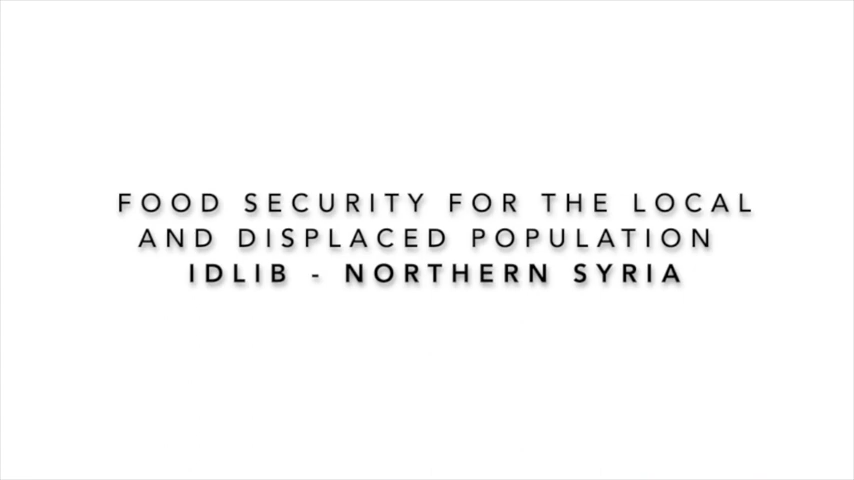 FOOD SECURITY FOR THE LOCAL
AND DISPLACED POPULATION
IDLIB - NORTHERN SYRIA